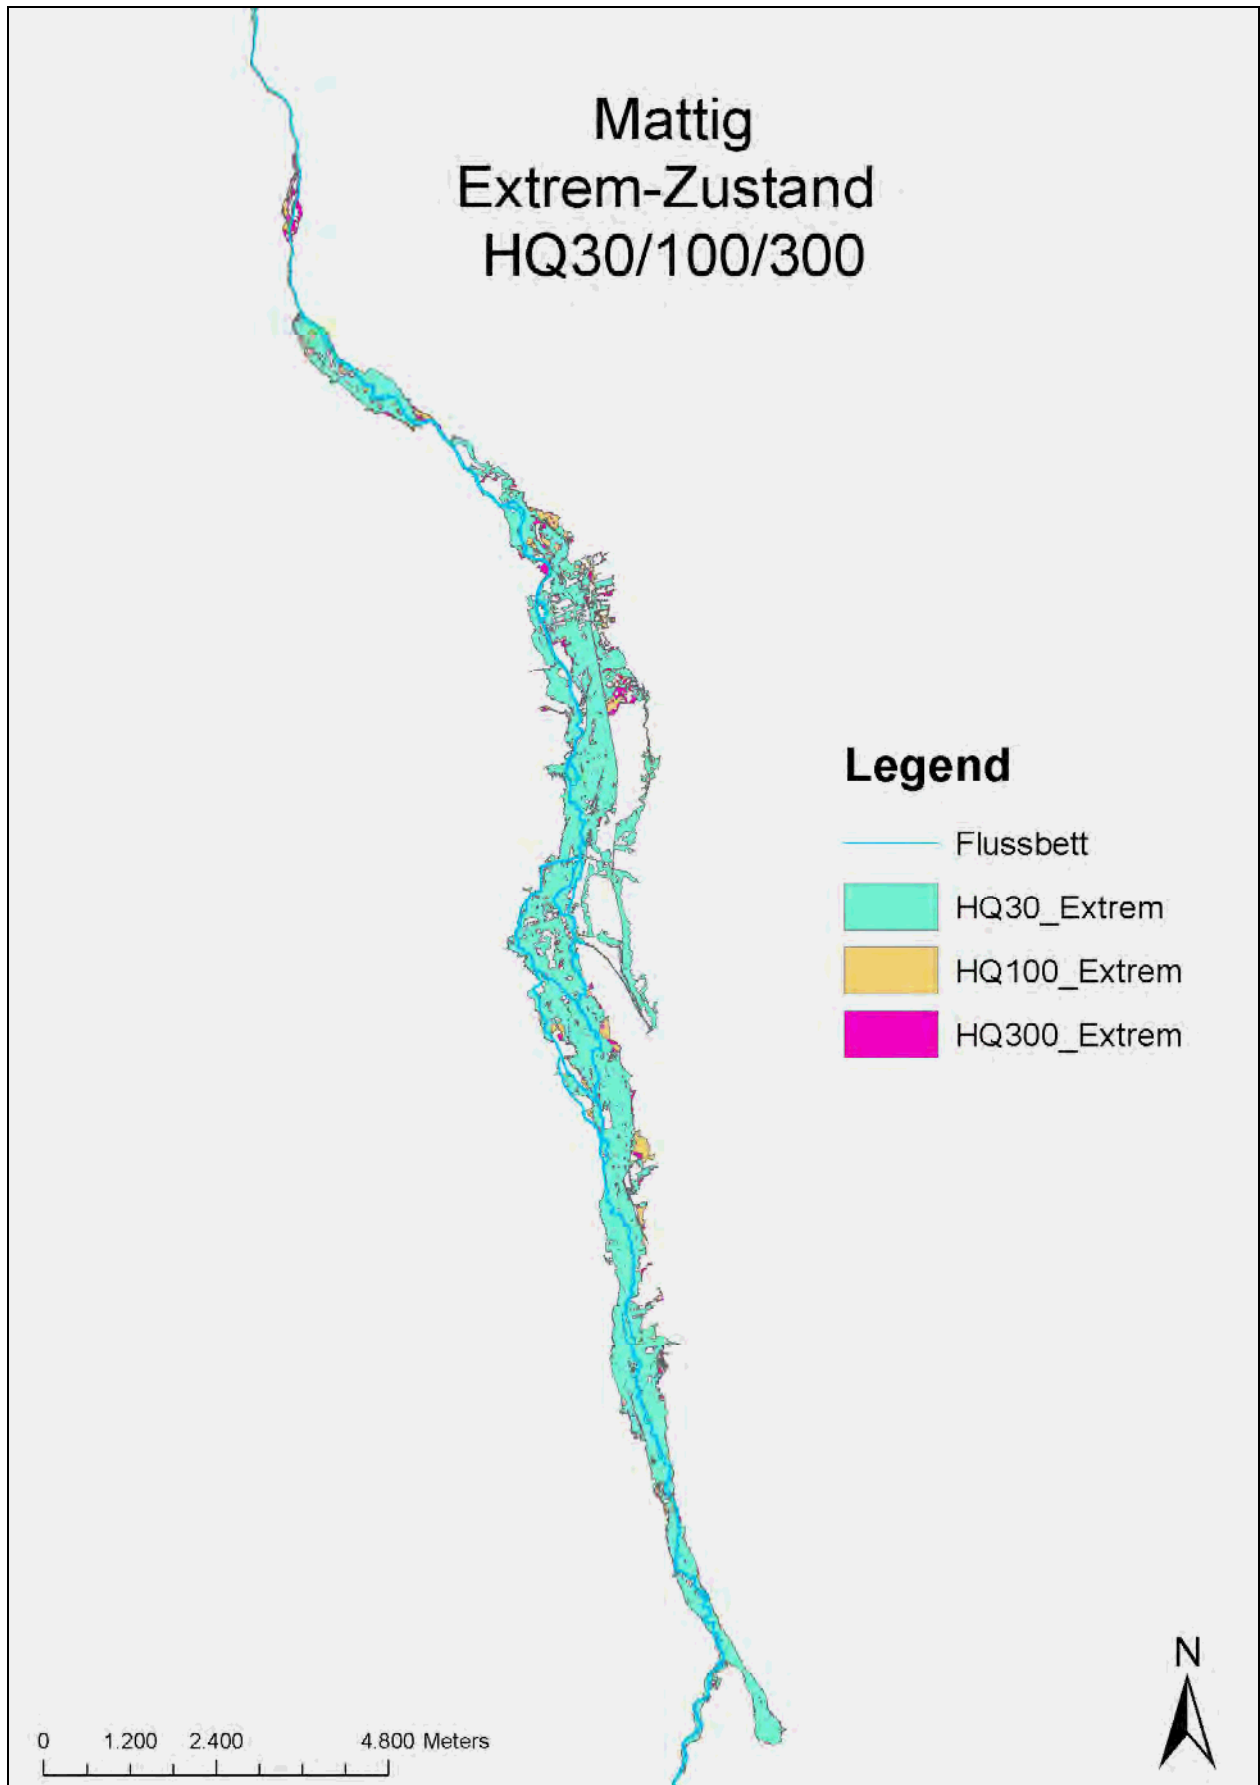 Mattig
Extrem-Zustand
HQ30/100/300
Legend
Flussbett
HQ30_Extrem
HQ100_Extrem
HQ300_Extrem
N
0 1.200 2.400 4.800 Meters